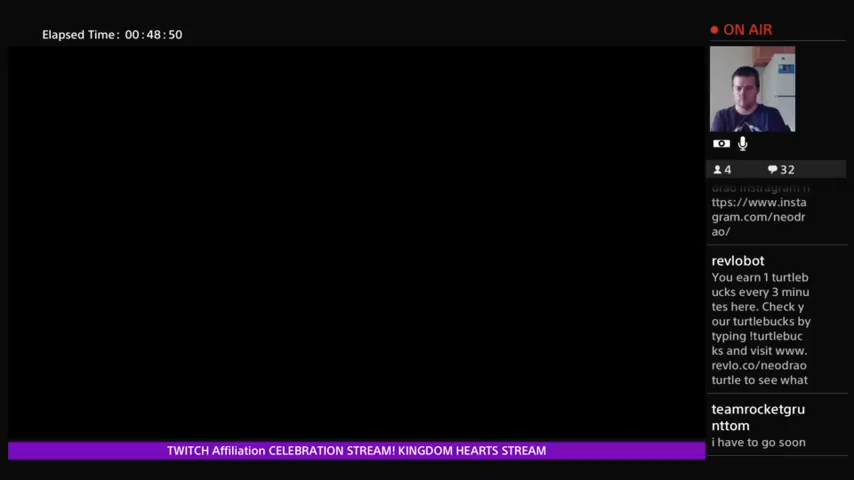 Elapsed Time: 00:48:50
ON AIR
4
32
ttps://www.insta
gram.com/neodr
ao/
revlobot
You earn 1 turtleb
ucks every 3 minu
tes here. Check y
our turtlebucks by
typing !turtlebuc
ks and visit www.
revlo.co/neodrao
turtle to see what
teamrocketgru
nttom
i have to go soon
TWITCH Affiliation CELEBRATION STREAM! KINGDOM HEARTS STREAM